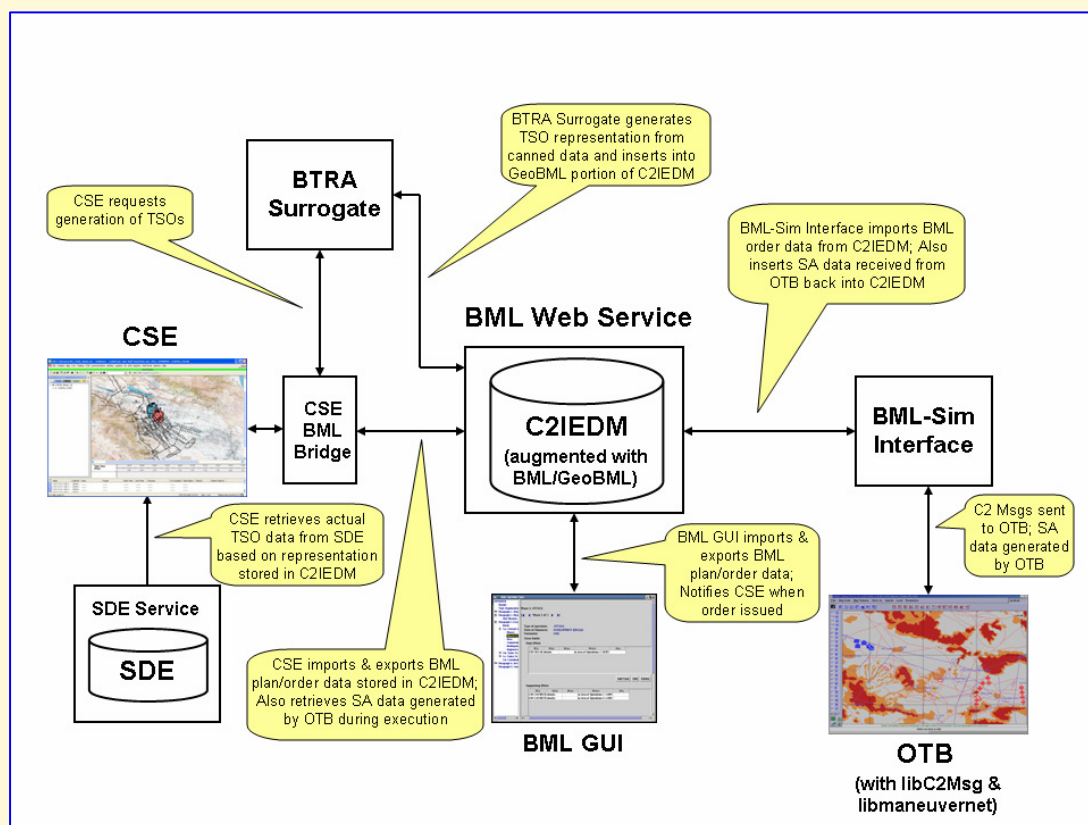 BTRA Surrogate generates
TSO representation from
canned data and inserts into
GeoBML portion of C2IEDM
BTRA
Surrogate
CSE requests
generation of TSOs
BML-Sim Interface imports BML
order data from C2IEDM; Also
inserts SA data received from
OTB back into C2IEDM
BML Web Service
CSE
CSE
BML
Bridge
C2IEDM
(augmented with
BML/GeoBML)
BML-Sim
Interface
CSE retrieves actual
TSO data from SDE
based on representation
stored in C2IEDM
BML GUI imports &
exports BML
plan/order data;
Notifies CSE when
order issued
C2 Msgs sent
to OTB; SA
data generated
by OTB
SDE Service
SDE
CSE imports & exports BML
plan/order data stored in C2IEDM;
Also retrieves SA data generated
by OTB during execution
BML GUI
OTB
(with libC2Msg &
libmaneuvernet)